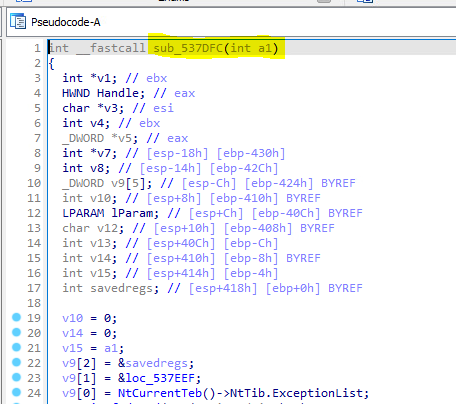 Pseudocode-A
1 int __fastcall sub_537DFC(int a1)
2 {
3 int *v1; // ebx
4 HWND Handle; // eax
5 char *v3; // esi
6 int v4; // ebx
7 _DWORD *v5; // eax
8 int *v7; // [esp-18h] [ebp-430h]
9 int v8; // [esp-14h] [ebp-42Ch]
10 _DWORD v9[5]; // [esp-Ch] [ebp-424h] BYREF
11 int v10; // [esp+8h] [ebp-410h] BYREF
12 LPARAM lParam; // [esp+Ch] [ebp-40Ch] BYREF
13 char v12; // [esp+10h] [ebp-408h] BYREF
14 int v13; // [esp+40Ch] [ebp-Ch]
15 int v14; // [esp+410h] [ebp-8h] BYREF
16 int v15; // [esp+414h] [ebp-4h]
17 int savedregs; // [esp+418h] [ebp+0h] BYREF
18
19 v10 = 0;
20 v14 = 0;
21 v15 = a1;
22 v9[2] = &savedregs;
23 v9[1] = &loc_537EEF;
24 v9[0] = NtCurrentTeb()->NtTib.ExceptionList;